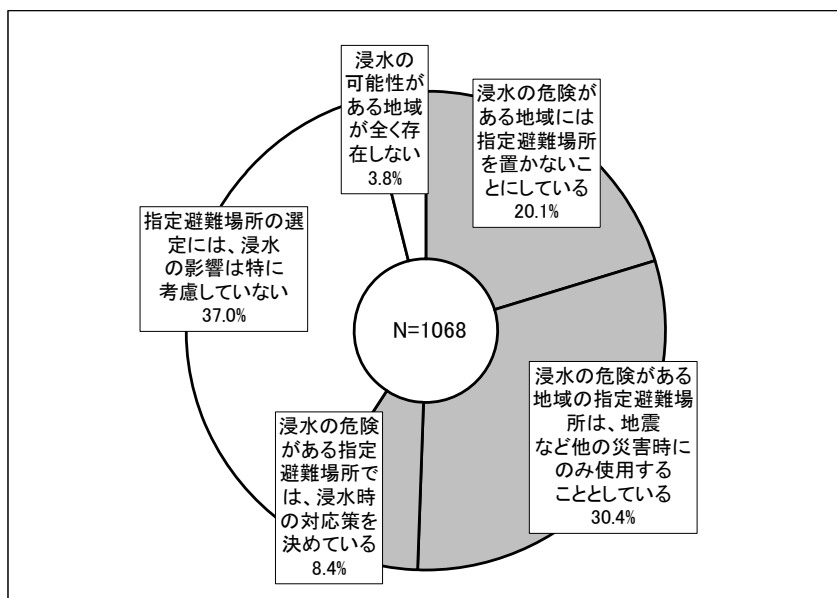 浸水の
可能性が
ある地域
が全く存
在しない
3.8%
浸水の危険が
ある地域には
指定避難場所
を置かないこ
とにしている
20.1%
指定避難場所の選
定には、浸水
の影響は特に
考慮していない
37.0%
N=1068
浸水の危険がある
地域の指定避難場
所は、地震
など他の災害時に
のみ使用する
こととしている
30.4%
浸水の危険
がある指定
避難場所で
は、浸水時
の対応策を
決めている
8.4%